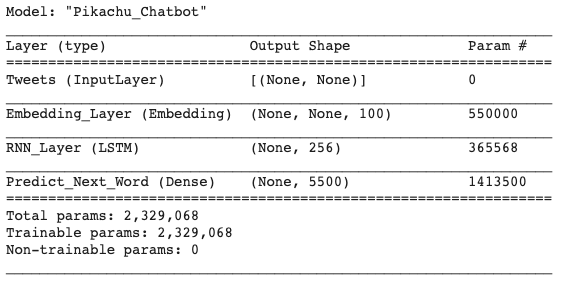 Model: "Pikachu_Chatbot"
Layer (type) Output Shape Param #
Tweets (InputLayer) [(None, None)] 0
Embedding_Layer (Embedding) (None, None, 100) 550000
RNN_Layer (LSTM) (None, 256) 365568
Predict_Next_Word (Dense) (None, 5500) 1413500
Total params: 2,329,068
Trainable params: 2,329,068
Non-trainable params: 0